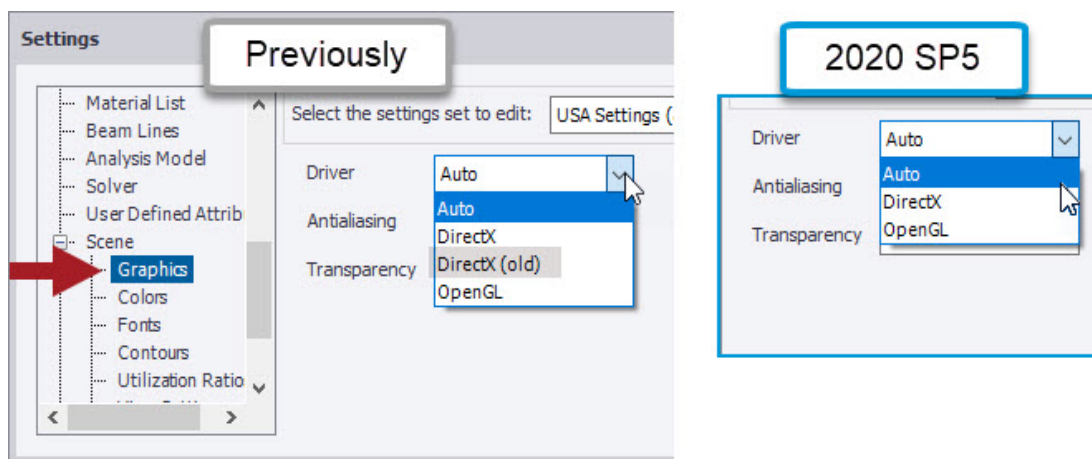 Settings
Previously
Material List
Beam Lines
Analysis Model
Solver
User Defined Attrib
Scene
Graphics
Colors
Fonts
Contours
Utilization Ratio
Select the settings set to edit: USA Settings (
Driver Auto
Auto
Antialiasing
DirectX
Transparency DirectX (old)
OpenGL
2020 SP5
Driver Auto
Auto
Antialiasing
DirectX
Transparency OpenGL